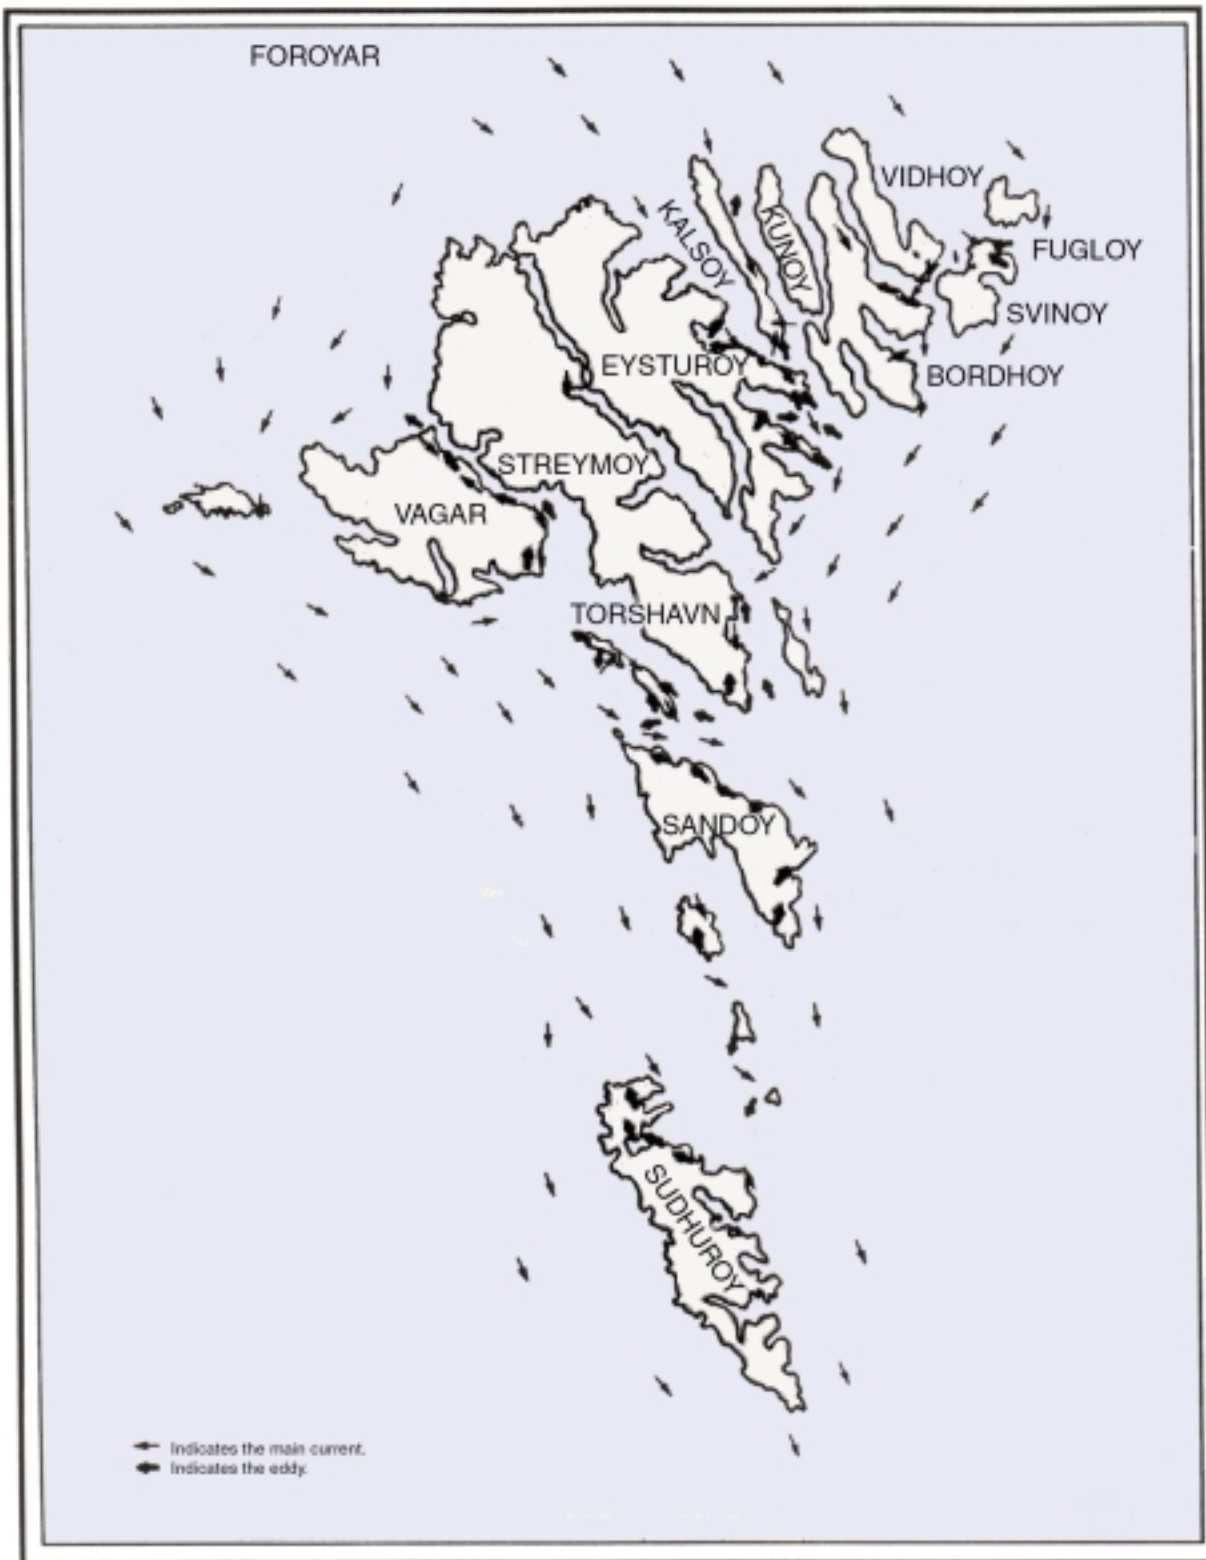 FOROYAR
VIDHOY
KALSOY
KUNOY
FUGLOY
SVINOY
EYSTUROY
BORDHOY
STREYMOY
VAGAR
TORSHAVN
SANDOY
SUDHUROY
Indicates the main current.
Indicates the eddy.